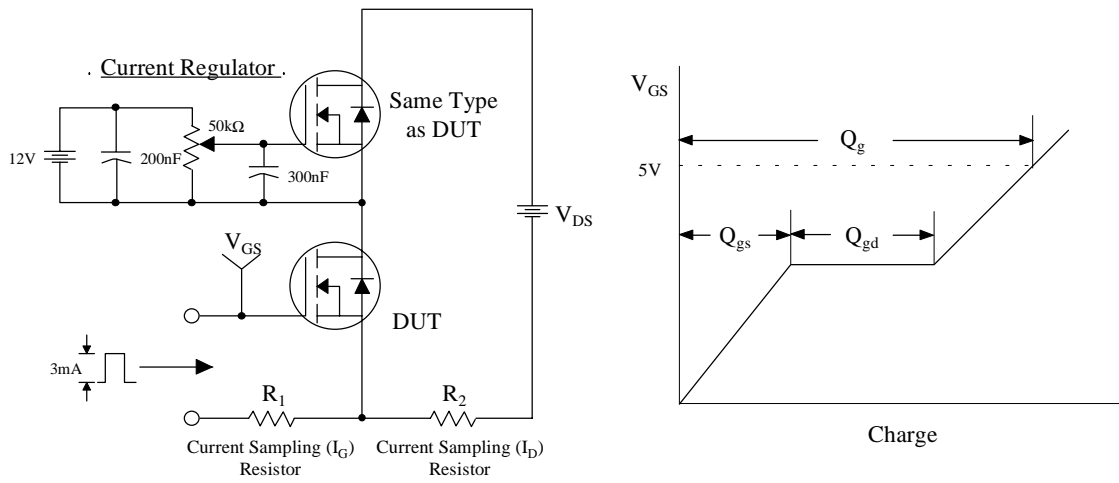 Current Regulator
Same Type
as DUT
50kΩ
12V
200nF
300nF
V_DS
V_GS
DUT
3mA
R_1
R_2
Current Sampling (I_G)
Resistor
Current Sampling (I_D)
Resistor
V_GS
Q_g
5V
Q_gs
Q_gd
Charge